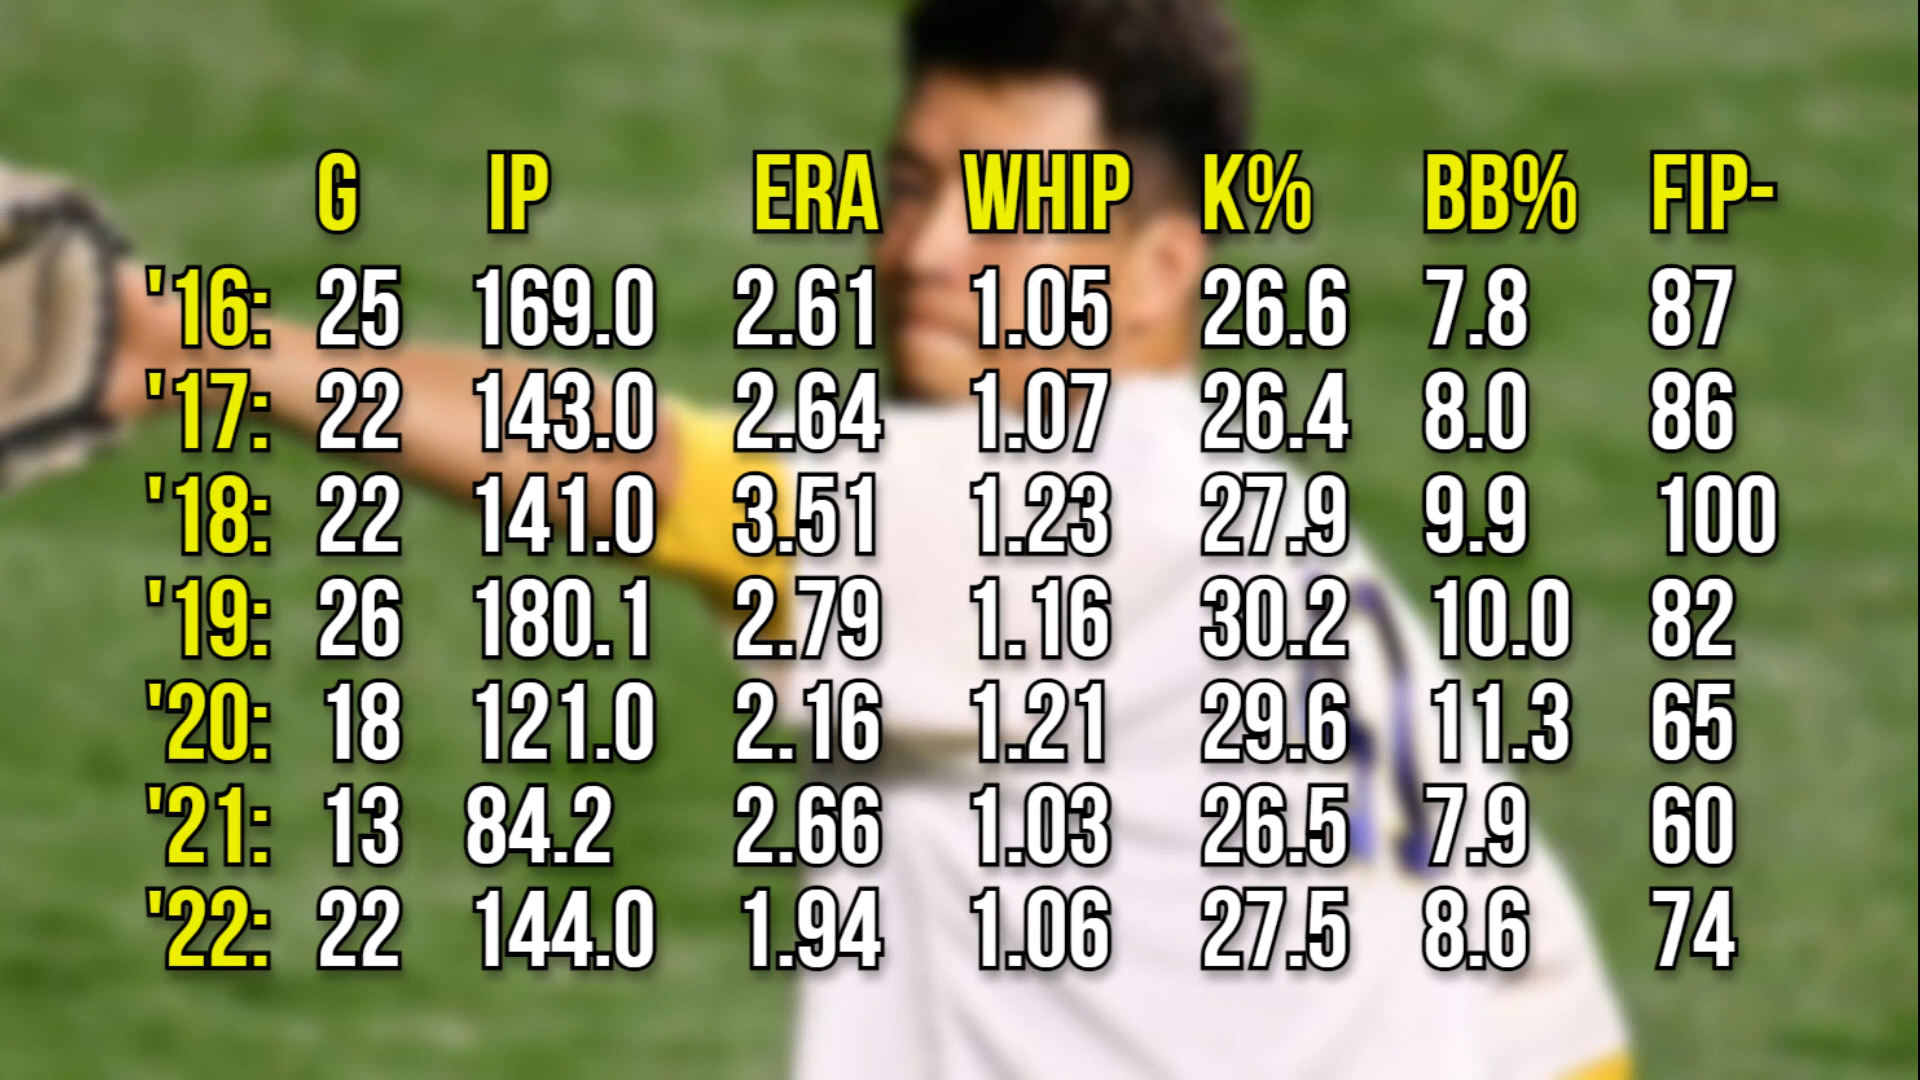 G IP ERA WHIP K% BB% FIP-
'16: 25 169.0 2.61 1.05 26.6 7.8 87
'17: 22 143.0 2.64 1.07 26.4 8.0 86
'18: 22 141.0 3.51 1.23 27.9 9.9 100
'19: 26 180.1 2.79 1.16 30.2 10.0 82
'20: 18 121.0 2.16 1.21 29.6 11.3 65
'21: 13 84.2 2.66 1.03 26.5 7.9 60
'22: 22 144.0 1.94 1.06 27.5 8.6 74